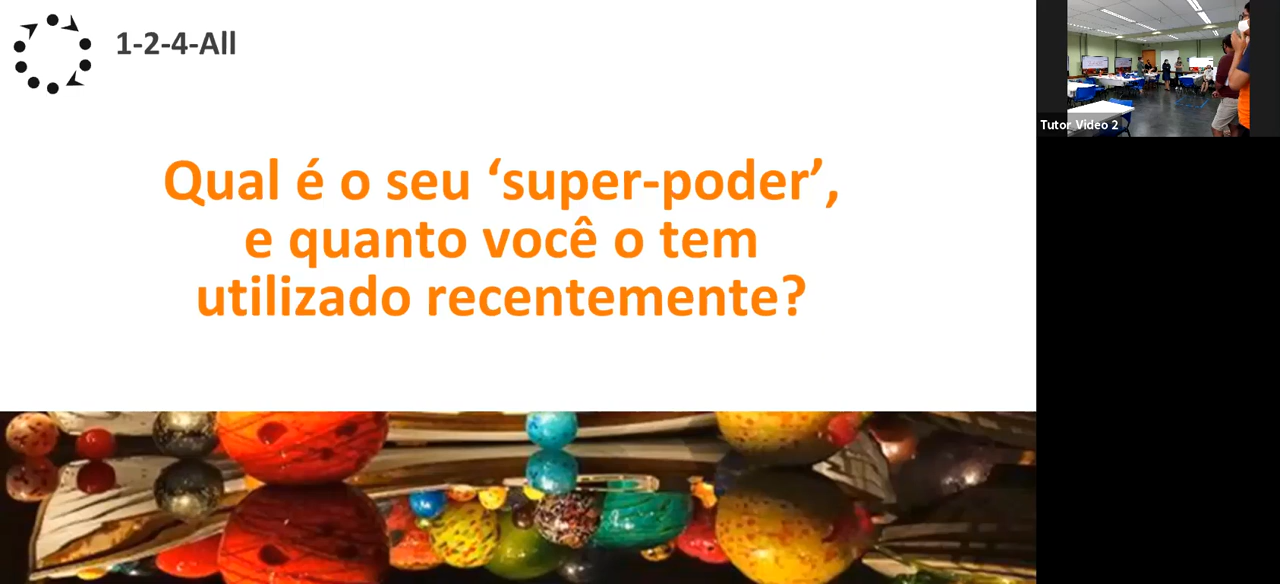 1-2-4-All
Qual é o seu ‘super-poder’,
e quanto você o tem
utilizado recentemente?
Tutor Video 2